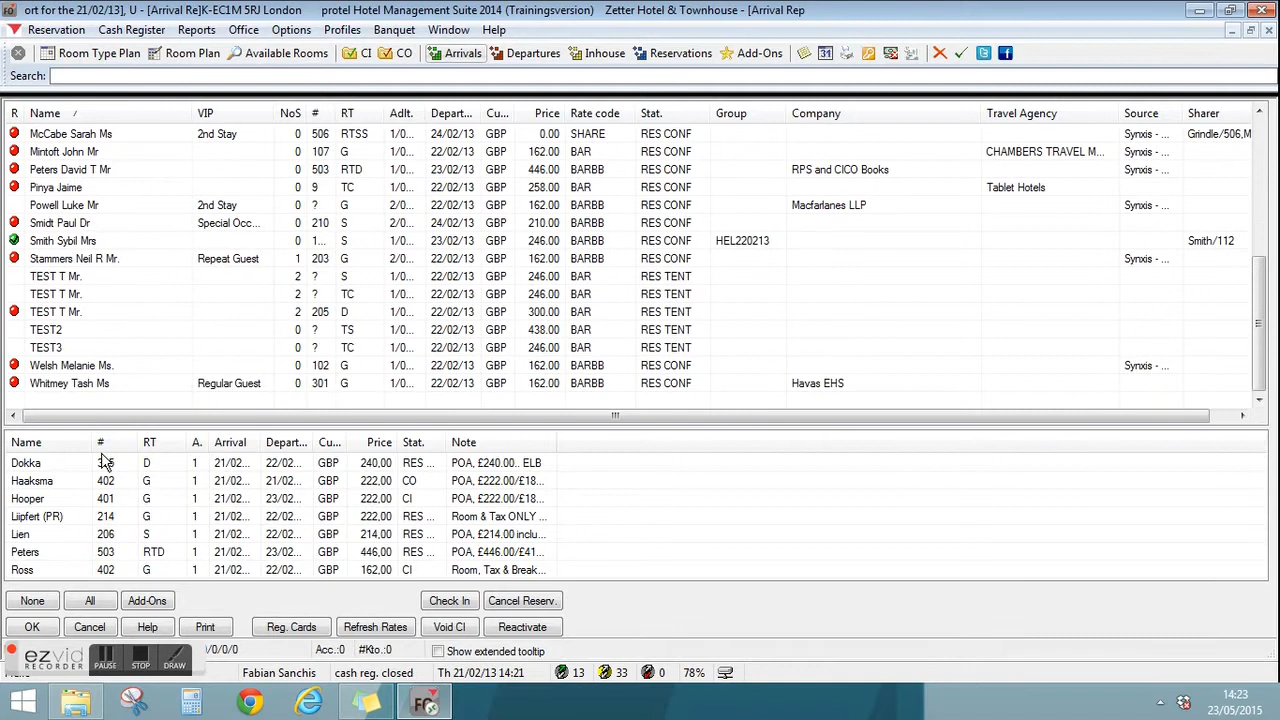 ort for the 21/02/13], U - [Arrival Re]K-EC1M 5RJ London protel Hotel Management Suite 2014 (Trainingsversion) Zetter Hotel & Townhouse - [Arrival Rep
Reservation Cash Register Reports Office Options Profiles Banquet Window Help
Room Type Plan Room Plan Available Rooms CI CO Arrivals Departures Inhouse Reservations Add-Ons 31
Search:
R Name VIP NoS # RT Adlt. Depart... Cu... Price Rate code Stat. Group Company Travel Agency Source Sharer
McCabe Sarah Ms 2nd Stay 0 506 RTSS 1/0... 24/02/13 GBP 0.00 SHARE RES CONF Synxis - ... Grindle/506,M
Mintoft John Mr 0 107 G 1/0... 22/02/13 GBP 162.00 BAR RES CONF CHAMBERS TRAVEL M... Synxis - ...
Peters David T Mr 0 503 RTD 1/0... 23/02/13 GBP 446.00 BARBB RES CONF RPS and CICO Books
Pinya Jaime 0 9 TC 1/0... 22/02/13 GBP 258.00 BAR RES CONF Tablet Hotels
Powell Luke Mr 2nd Stay 0 ? G 2/0... 22/02/13 GBP 162.00 BARBB RES CONF Macfarlanes LLP Synxis - ...
Smidt Paul Dr Special Occ... 0 210 S 2/0... 24/02/13 GBP 210.00 BARBB RES CONF
Smith Sybil Mrs 0 1... S 1/0... 23/02/13 GBP 246.00 BARBB RES CONF HEL220213 Smith/112
Stammers Neil R Mr. Repeat Guest 1 203 G 1/0... 22/02/13 GBP 162.00 BARBB RES CONF Synxis - ...
TEST T Mr. 2 ? S 1/0... 22/02/13 GBP 246.00 BAR RES TENT
TEST T Mr. 2 ? TC 1/0... 22/02/13 GBP 246.00 BAR RES TENT
TEST T Mr. 2 205 D 1/0... 22/02/13 GBP 300.00 BAR RES TENT
TEST2 0 ? TS 1/0... 22/02/13 GBP 438.00 BAR RES TENT
TEST3 0 ? TC 1/0... 22/02/13 GBP 246.00 BAR RES TENT
Welsh Melanie Ms. 0 102 G 1/0... 22/02/13 GBP 162.00 BARBB RES CONF Synxis - ...
Whitmey Tash Ms Regular Guest 0 301 G 1/0... 22/02/13 GBP 162.00 BARBB RES CONF Havas EHS
Name # RT A. Arrival Depart... Cu... Price Stat. Note
Dokka D 1 21/02... 22/02... GBP 240,00 RES ... POA, £240.00.. ELB
Haaksma 402 G 1 21/02... 21/02... GBP 222,00 CO POA, £222.00/£18...
Hooper 401 G 1 21/02... 23/02... GBP 222,00 CI POA, £222.00/£18...
Liipfert (PR) 214 G 1 21/02... 22/02... GBP 222,00 RES ... Room & Tax ONLY ...
Lien 206 S 1 21/02... 22/02... GBP 214,00 RES ... POA, £214.00 inclu...
Peters 503 RTD 1 21/02... 23/02... GBP 446,00 RES ... POA, £446.00/£41...
Ross 402 G 1 21/02... 22/02... GBP 162,00 CI Room, Tax & Break...
None All Add-Ons Check In Cancel Reserv.
OK Cancel Help Print Reg. Cards Refresh Rates Void CI Reactivate
0/0/0 Acc.:0 #Kto.:0 Show extended tooltip
ezvid RECORDER PAUSE STOP DRAW
Fabian Sanchis cash reg. closed Th 21/02/13 14:21 13 33 0 78%
14:23
23/05/2015